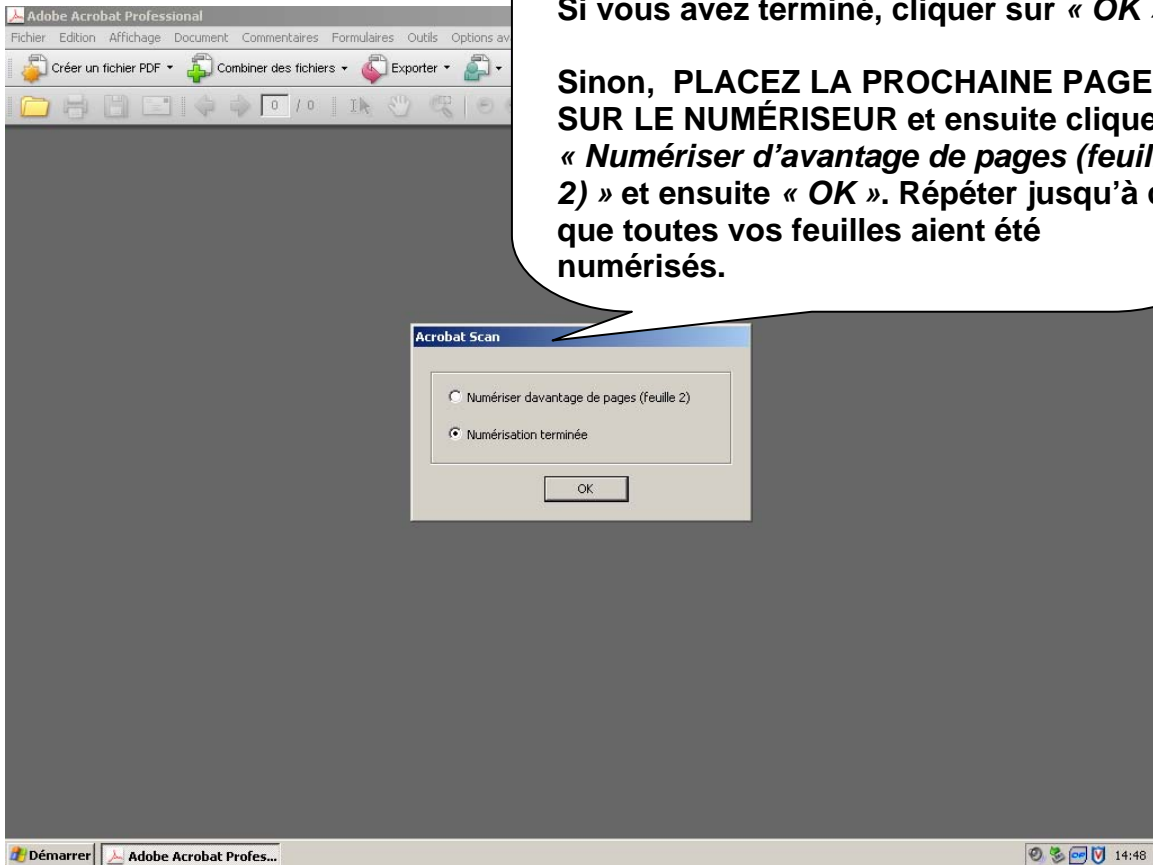 Adobe Acrobat Professional
Fichier Edition Affichage Document Commentaires Formulaires Outils Options av
Créer un fichier PDF Combiner des fichiers Exporter
0 / 0
Si vous avez terminé, cliquer sur « OK »
Sinon, PLACEZ LA PROCHAINE PAGE
SUR LE NUMÉRISEUR et ensuite clique
« Numériser d’avantage de pages (feuil
2) » et ensuite « OK ». Répéter jusqu’à c
que toutes vos feuilles aient été
numérisés.
Acrobat Scan
Numériser davantage de pages (feuille 2)
Numérisation terminée
OK
Démarrer Adobe Acrobat Profes... 14:48